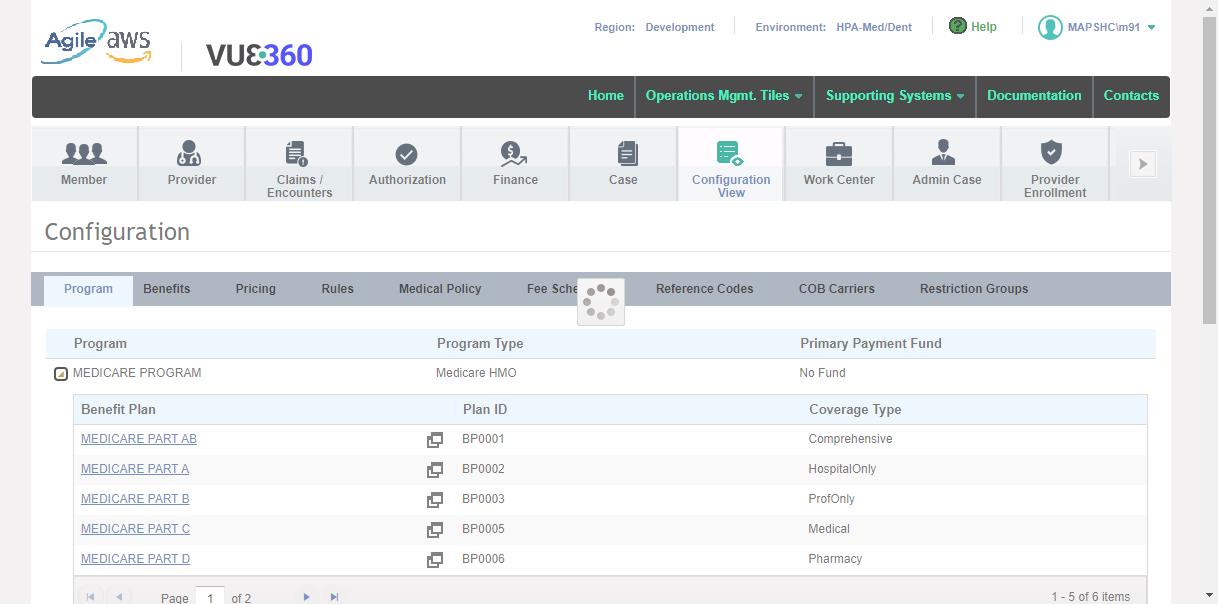 Region: Development Environment: HPA-Med/Dent ? Help MAPSHC\m91
Agile aws
VUE360
Home Operations Mgmt. Tiles Supporting Systems Documentation Contacts
Member Provider Claims / Encounters Authorization Finance Case Configuration View Work Center Admin Case Provider Enrollment
Configuration
Program Benefits Pricing Rules Medical Policy Fee Sche Reference Codes COB Carriers Restriction Groups
Program Program Type Primary Payment Fund
MEDICARE PROGRAM Medicare HMO No Fund
Benefit Plan Plan ID Coverage Type
MEDICARE PART AB BP0001 Comprehensive
MEDICARE PART A BP0002 HospitalOnly
MEDICARE PART B BP0003 ProfOnly
MEDICARE PART C BP0005 Medical
MEDICARE PART D BP0006 Pharmacy
Page 1 of 2 1 - 5 of 6 items